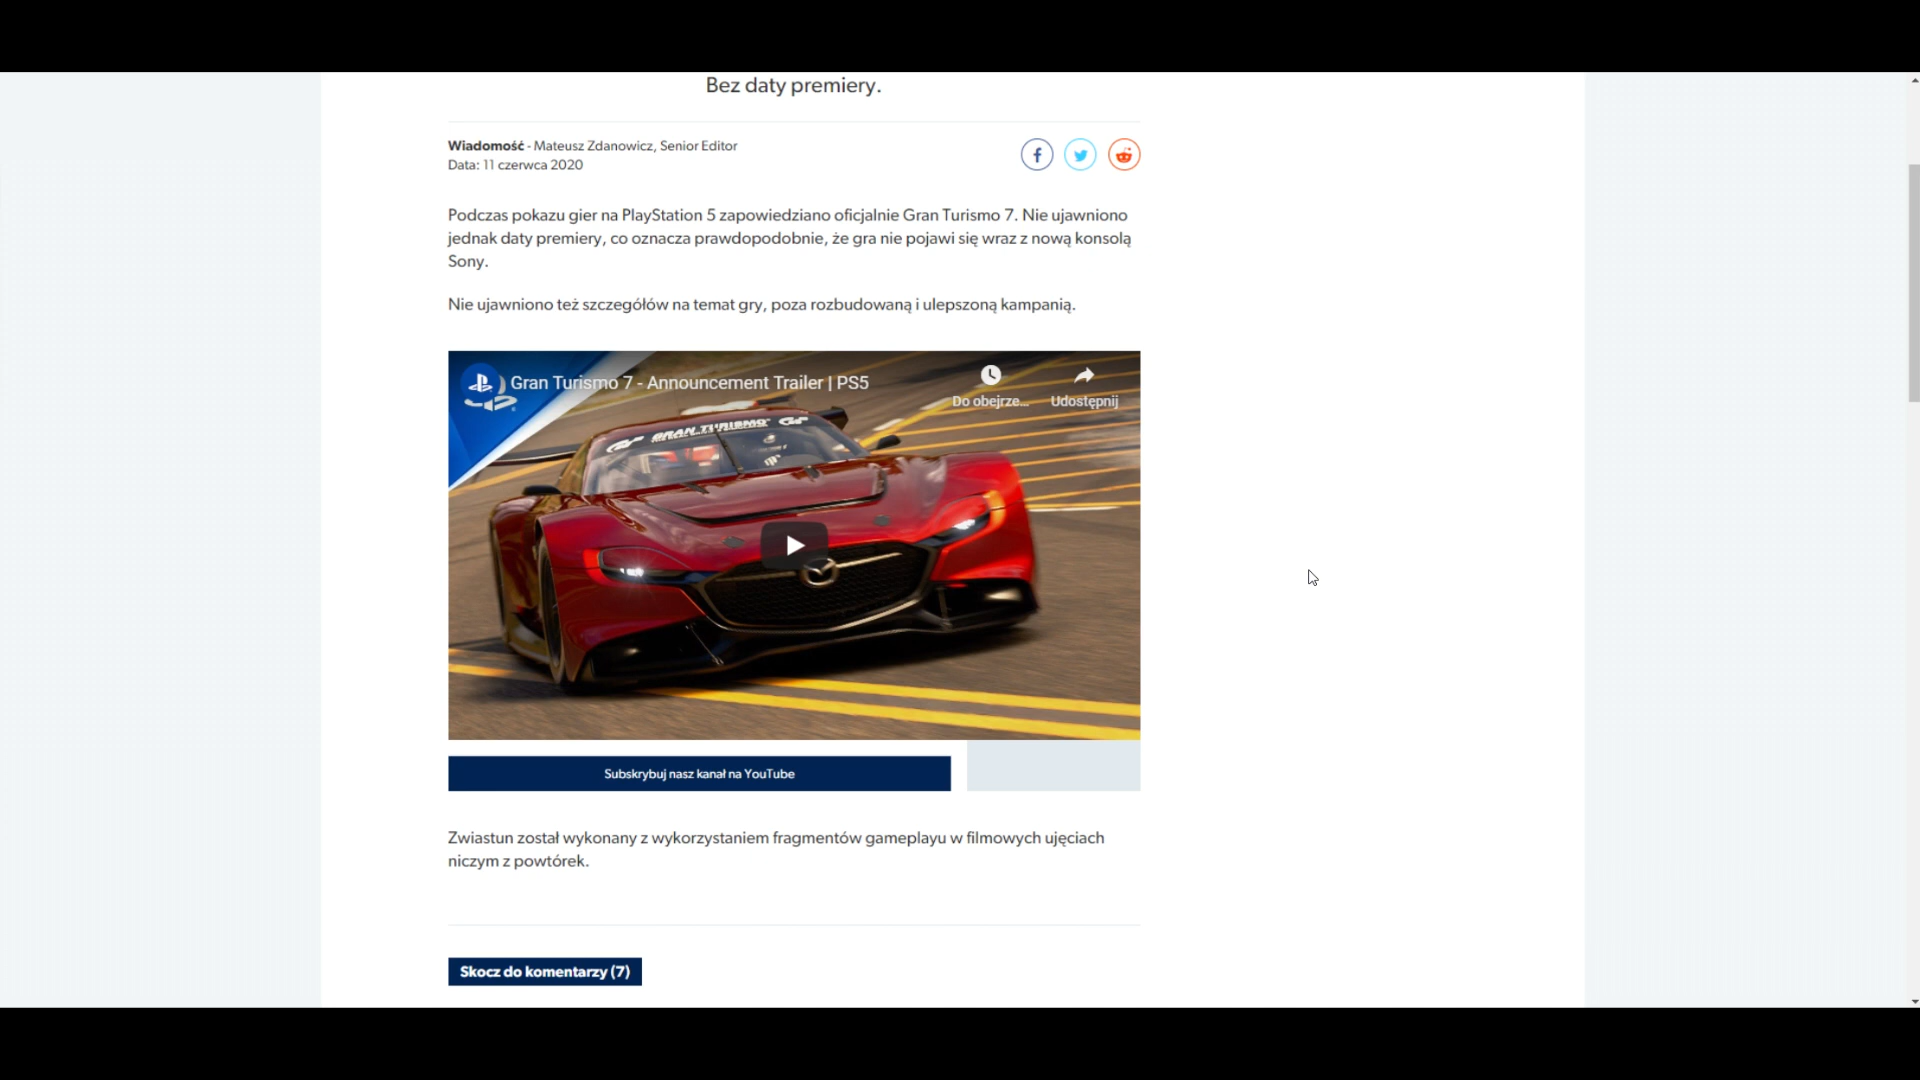 Bez daty premiery.
Wiadomość - Mateusz Zdanowicz, Senior Editor
Data: 11 czerwca 2020
Podczas pokazu gier na PlayStation 5 zapowiedziano oficjalnie Gran Turismo 7. Nie ujawniono
jednak daty premiery, co oznacza prawdopodobnie, że gra nie pojawi się wraz z nową konsolą
Sony.
Nie ujawniono też szczegółów na temat gry, poza rozbudowaną i ulepszoną kampanią.
Gran Turismo 7 - Announcement Trailer | PS5
Do obejrze...
Udostępnij
GRAN TURISMO
Subskrybuj nasz kanał na YouTube
Zwiastun został wykonany z wykorzystaniem fragmentów gameplayu w filmowych ujęciach
niczym z powtórek.
Skocz do komentarzy (7)